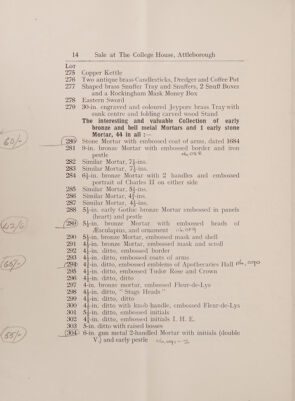 14 Sale at The College House, Attleborough
Lot
275 Copper Kettle
276 Two antique brass Candlesticks, Dredger and Coffee Pot
277 Shaped brass Snuffer Tray and Snuffers, 2 Snuff Boxes
and a Rockingham Mask Money Box
278 Eastern Sword
279 30-in. engraved and coloured Jeypore brass Tray with
sunk centre and folding carved wood Stand
The interesting and valuable Collection of early
bronze and bell metal Mortars and 1 early stone
Mortar, 44 in all :—
60/- 280 Stone Mortar with embossed coat of arms, dated 1684
281 9-in. bronze Mortar with embossed border and iron
pestle
282 Similar Mortar, 7½-ins.
283 Similar Mortar, 7½-ins.
284 6½-in. bronze Mortar with 2 handles and embossed
portrait of Charles II on either side
285 Similar Mortar, 5½-ins.
286 Similar Mortar, 4½-ins.
287 Similar Mortar, 4½-ins.
288 5½-in. early Gothic bronze Mortar embossed in panels
(heart) and pestle
42/6 289 5½-in. bronze Mortar with embossed heads of
Æsculapius, and ornament
290 5½-in. bronze Mortar, embossed mask and shell
291 4½-in. bronze Mortar, embossed mask and scroll
292 4½-in. ditto, embossed border
293 4½-in. ditto, embossed coats of arms
65/- 294 4½-in. ditto, embossed emblems of Apothecaries Hall
295 4½-in. ditto, embossed Tudor Rose and Crown
296 4½-in. ditto, ditto
297 4-in. bronze mortar, embossed Fleur-de-Lys
298 4½-in. ditto, " Stags Heads "
299 4½-in. ditto, ditto
300 4½-in. ditto with knob handle, embossed Fleur-de-Lys
301 5½-in. ditto, embossed initials
302 4½-in. ditto, embossed initials I. H. E.
303 5-in. ditto with raised bosses
55/- 304 6-in. gun metal 2-handled Mortar with initials (double
V.) and early pestle